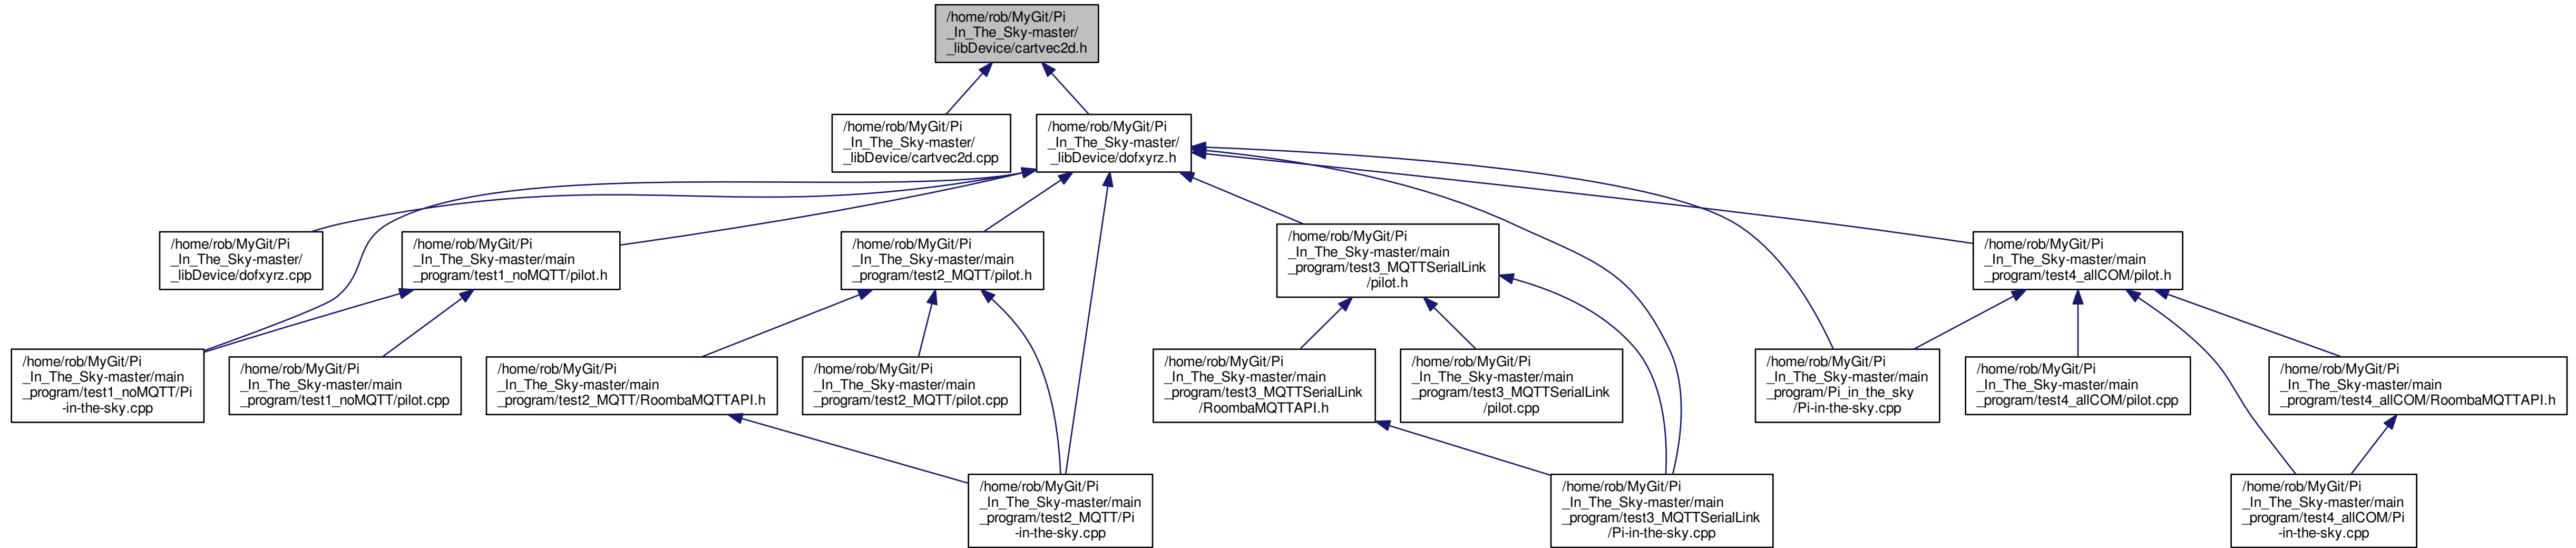 /home/rob/MyGit/Pi
_In_The_Sky-master/
_libDevice/cartvec2d.h
/home/rob/MyGit/Pi
_In_The_Sky-master/
_libDevice/cartvec2d.cpp
/home/rob/MyGit/Pi
_In_The_Sky-master/
_libDevice/dofxyrz.h
/home/rob/MyGit/Pi
_In_The_Sky-master/
_libDevice/dofxyrz.cpp
/home/rob/MyGit/Pi
_In_The_Sky-master/main
_program/test1_noMQTT/pilot.h
/home/rob/MyGit/Pi
_In_The_Sky-master/main
_program/test2_MQTT/pilot.h
/home/rob/MyGit/Pi
_In_The_Sky-master/main
_program/test3_MQTTSerialLink
/pilot.h
/home/rob/MyGit/Pi
_In_The_Sky-master/main
_program/test4_allCOM/pilot.h
/home/rob/MyGit/Pi
_In_The_Sky-master/main
_program/test1_noMQTT/Pi
-in-the-sky.cpp
/home/rob/MyGit/Pi
_In_The_Sky-master/main
_program/test1_noMQTT/pilot.cpp
/home/rob/MyGit/Pi
_In_The_Sky-master/main
_program/test2_MQTT/RoombaMQTTAPI.h
/home/rob/MyGit/Pi
_In_The_Sky-master/main
_program/test2_MQTT/pilot.cpp
/home/rob/MyGit/Pi
_In_The_Sky-master/main
_program/test3_MQTTSerialLink
/RoombaMQTTAPI.h
/home/rob/MyGit/Pi
_In_The_Sky-master/main
_program/test3_MQTTSerialLink
/pilot.cpp
/home/rob/MyGit/Pi
_In_The_Sky-master/main
_program/Pi_in_the_sky
/Pi-in-the-sky.cpp
/home/rob/MyGit/Pi
_In_The_Sky-master/main
_program/test4_allCOM/pilot.cpp
/home/rob/MyGit/Pi
_In_The_Sky-master/main
_program/test4_allCOM/RoombaMQTTAPI.h
/home/rob/MyGit/Pi
_In_The_Sky-master/main
_program/test2_MQTT/Pi
-in-the-sky.cpp
/home/rob/MyGit/Pi
_In_The_Sky-master/main
_program/test3_MQTTSerialLink
/Pi-in-the-sky.cpp
/home/rob/MyGit/Pi
_In_The_Sky-master/main
_program/test4_allCOM/Pi
-in-the-sky.cpp